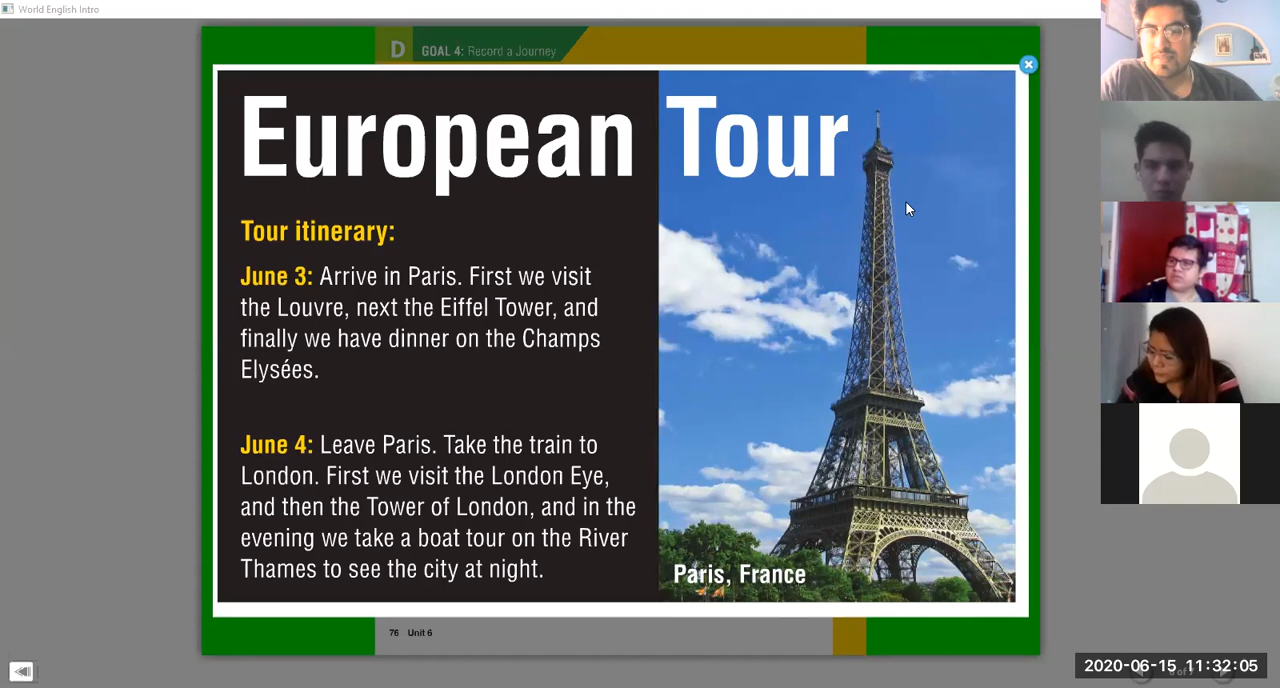 World English Intro
D GOAL 4: Record a Journey
European Tour
Tour itinerary:
June 3: Arrive in Paris. First we visit
the Louvre, next the Eiffel Tower, and
finally we have dinner on the Champs
Elysées.
June 4: Leave Paris. Take the train to
London. First we visit the London Eye,
and then the Tower of London, and in the
evening we take a boat tour on the River
Thames to see the city at night.
Paris, France
76 Unit 6
2020-06-15 11:32:05